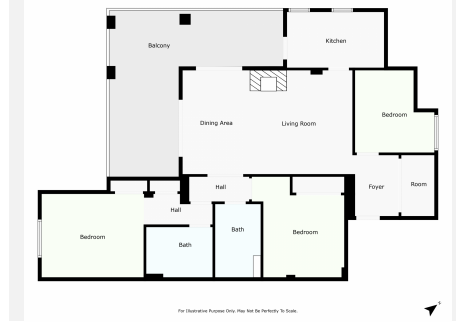 Kitchen
Balcony
Bedroom
Dining Area
Living Room
Hall
Foyer
Room
Hall
Bath
Bedroom
Bedroom
Bath
For Illustrative Purpose Only. May Not Be Perfectly To Scale.